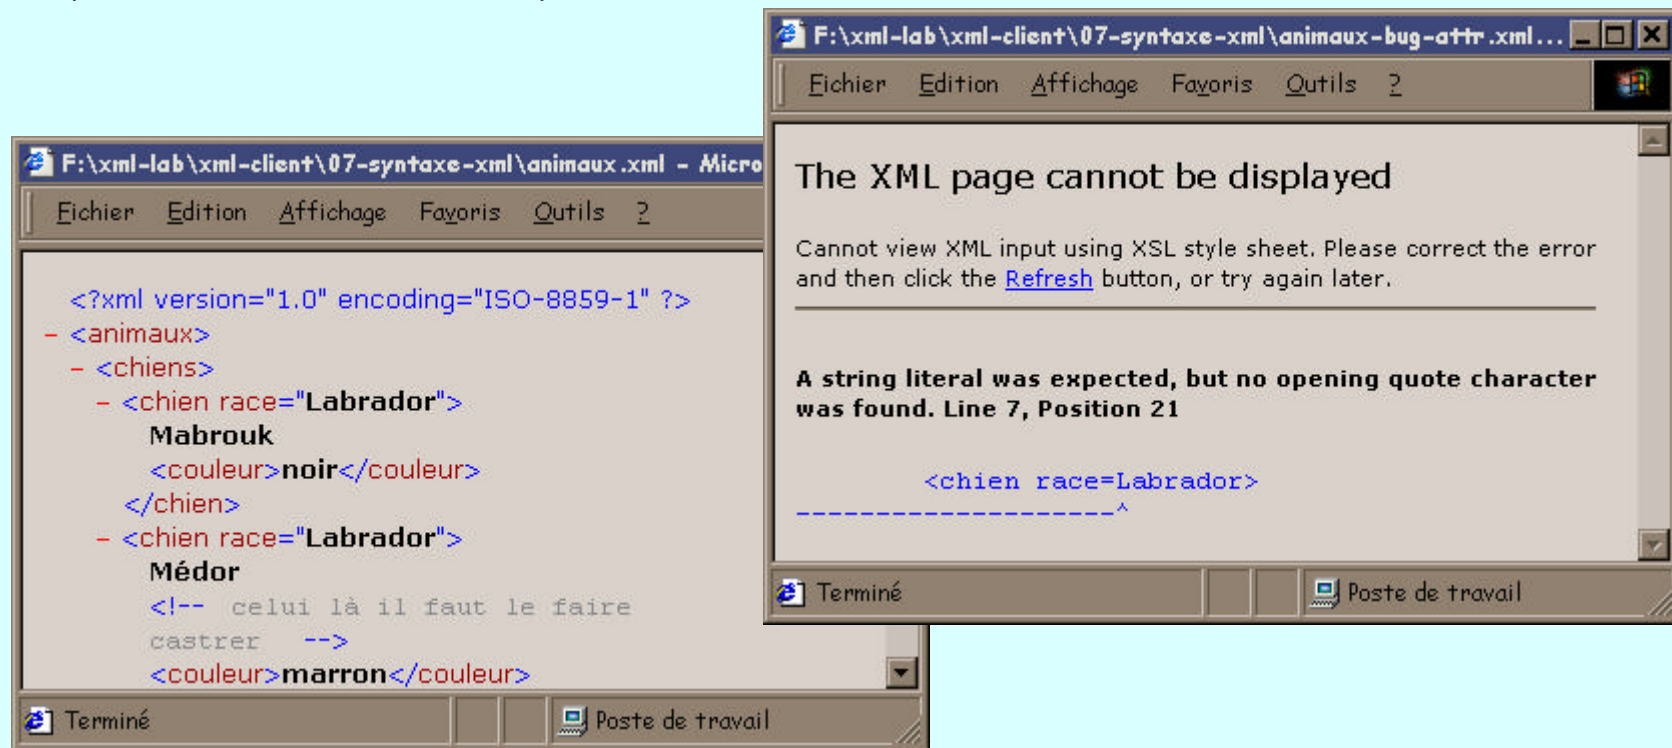 F:\xml-lab\xml-client\07-syntaxe-xml\animaux-bug-attr.xml...
Fichier Edition Affichage Favoris Outils ?
The XML page cannot be displayed
Cannot view XML input using XSL style sheet. Please correct the error
and then click the Refresh button, or try again later.
A string literal was expected, but no opening quote character
was found. Line 7, Position 21
<chien race=Labrador>
--------------------^
Terminé Poste de travail
F:\xml-lab\xml-client\07-syntaxe-xml\animaux.xml - Micro
Fichier Edition Affichage Favoris Outils ?
<?xml version="1.0" encoding="ISO-8859-1" ?>
- <animaux>
- <chiens>
- <chien race="Labrador">
Mabrouk
<couleur>noir</couleur>
</chien>
- <chien race="Labrador">
Médor
<!-- celui là il faut le faire
castrer -->
<couleur>marron</couleur>
Terminé Poste de travail